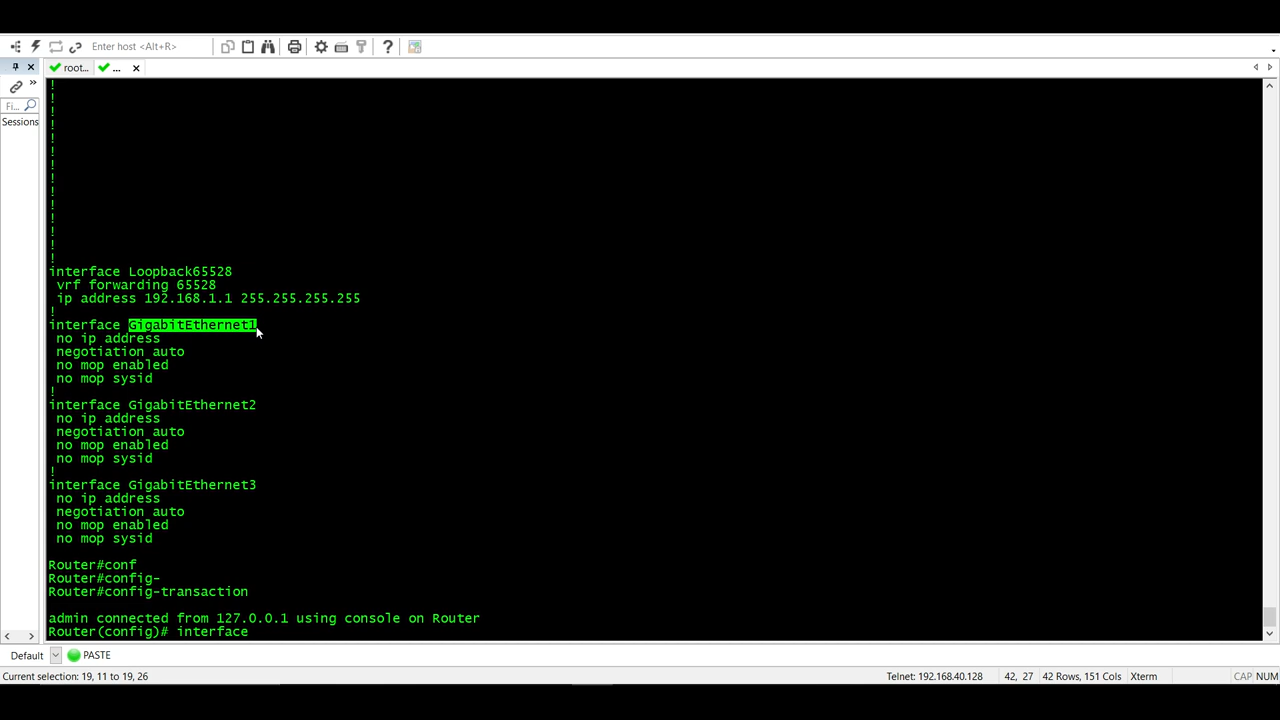 Enter host <Alt+R>
root...
...
Fi...
Sessions
!
!
!
!
!
!
!
!
!
!
!
!
!
!
interface Loopback65528
vrf forwarding 65528
ip address 192.168.1.1 255.255.255.255
!
interface GigabitEthernet1
no ip address
negotiation auto
no mop enabled
no mop sysid
!
interface GigabitEthernet2
no ip address
negotiation auto
no mop enabled
no mop sysid
!
interface GigabitEthernet3
no ip address
negotiation auto
no mop enabled
no mop sysid
Router#conf
Router#config-
Router#config-transaction
admin connected from 127.0.0.1 using console on Router
Router(config)# interface
Default PASTE
Current selection: 19, 11 to 19, 26 Telnet: 192.168.40.128 42, 27 42 Rows, 151 Cols Xterm CAP NUM